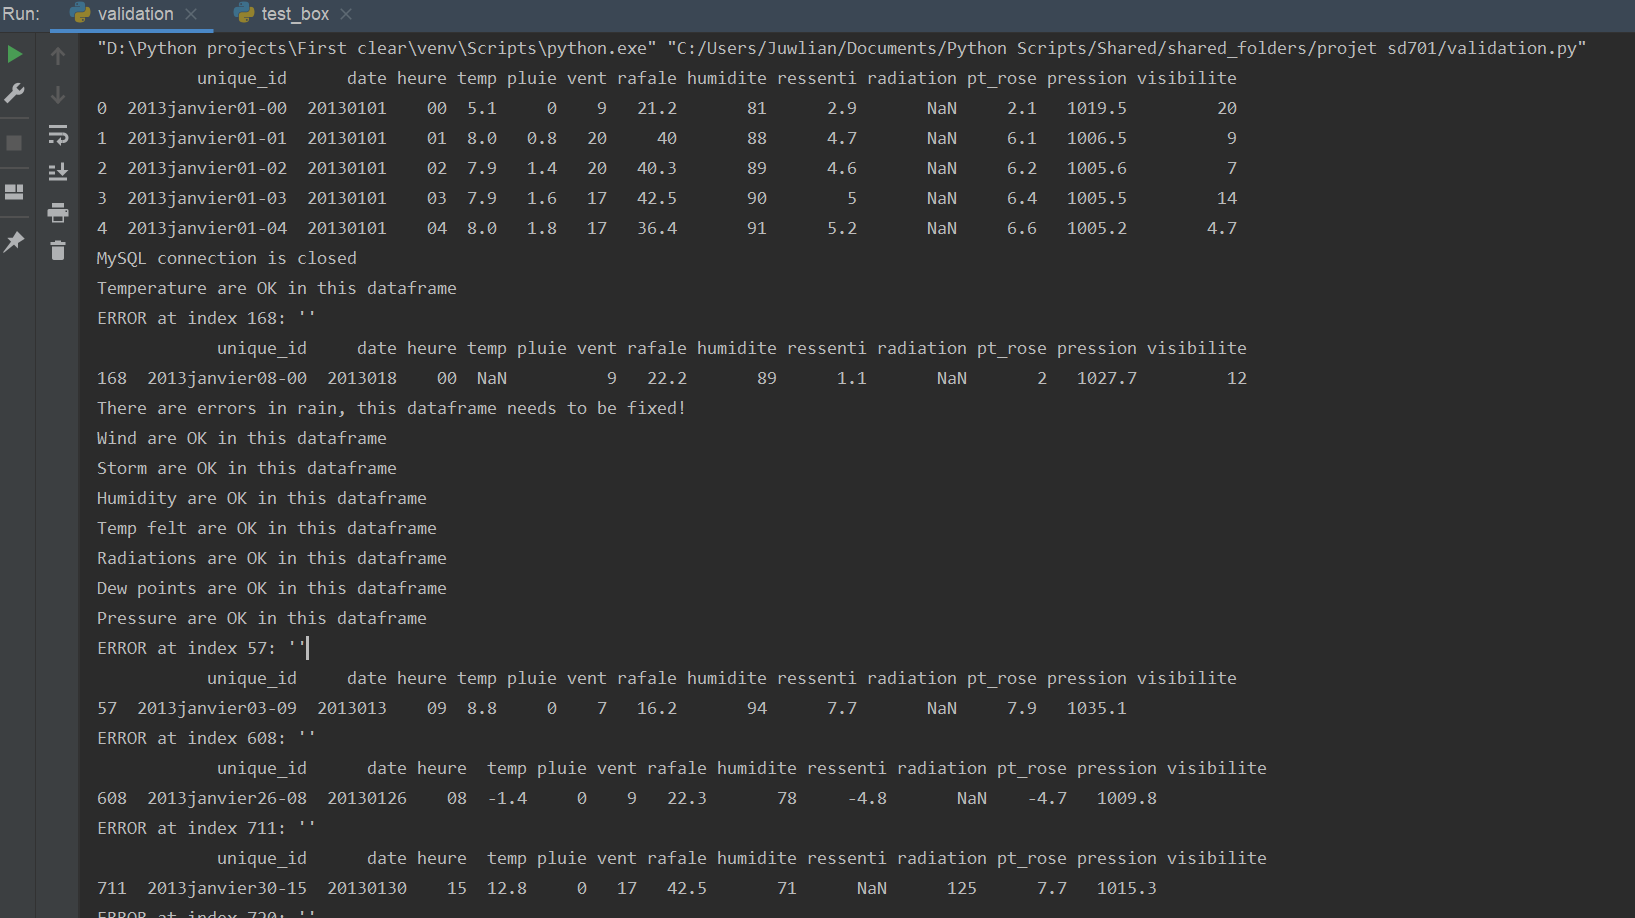 Run: validation test_box
"D:\Python projects\First clear\venv\Scripts\python.exe" "C:/Users/Juwlian/Documents/Python Scripts/Shared/shared_folders/projet sd701/validation.py"
unique_id date heure temp pluie vent rafale humidite ressenti radiation pt_rose pression visibilite
0 2013janvier01-00 20130101 00 5.1 0 9 21.2 81 2.9 NaN 2.1 1019.5 20
1 2013janvier01-01 20130101 01 8.0 0.8 20 40 88 4.7 NaN 6.1 1006.5 9
2 2013janvier01-02 20130101 02 7.9 1.4 20 40.3 89 4.6 NaN 6.2 1005.6 7
3 2013janvier01-03 20130101 03 7.9 1.6 17 42.5 90 5 NaN 6.4 1005.5 14
4 2013janvier01-04 20130101 04 8.0 1.8 17 36.4 91 5.2 NaN 6.6 1005.2 4.7
MySQL connection is closed
Temperature are OK in this dataframe
ERROR at index 168: ''
unique_id date heure temp pluie vent rafale humidite ressenti radiation pt_rose pression visibilite
168 2013janvier08-00 2013018 00 NaN 9 22.2 89 1.1 NaN 2 1027.7 12
There are errors in rain, this dataframe needs to be fixed!
Wind are OK in this dataframe
Storm are OK in this dataframe
Humidity are OK in this dataframe
Temp felt are OK in this dataframe
Radiations are OK in this dataframe
Dew points are OK in this dataframe
Pressure are OK in this dataframe
ERROR at index 57: ''
unique_id date heure temp pluie vent rafale humidite ressenti radiation pt_rose pression visibilite
57 2013janvier03-09 2013013 09 8.8 0 7 16.2 94 7.7 NaN 7.9 1035.1
ERROR at index 608: ''
unique_id date heure temp pluie vent rafale humidite ressenti radiation pt_rose pression visibilite
608 2013janvier26-08 20130126 08 -1.4 0 9 22.3 78 -4.8 NaN -4.7 1009.8
ERROR at index 711: ''
unique_id date heure temp pluie vent rafale humidite ressenti radiation pt_rose pression visibilite
711 2013janvier30-15 20130130 15 12.8 0 17 42.5 71 NaN 125 7.7 1015.3
ERROR at index 720: ''